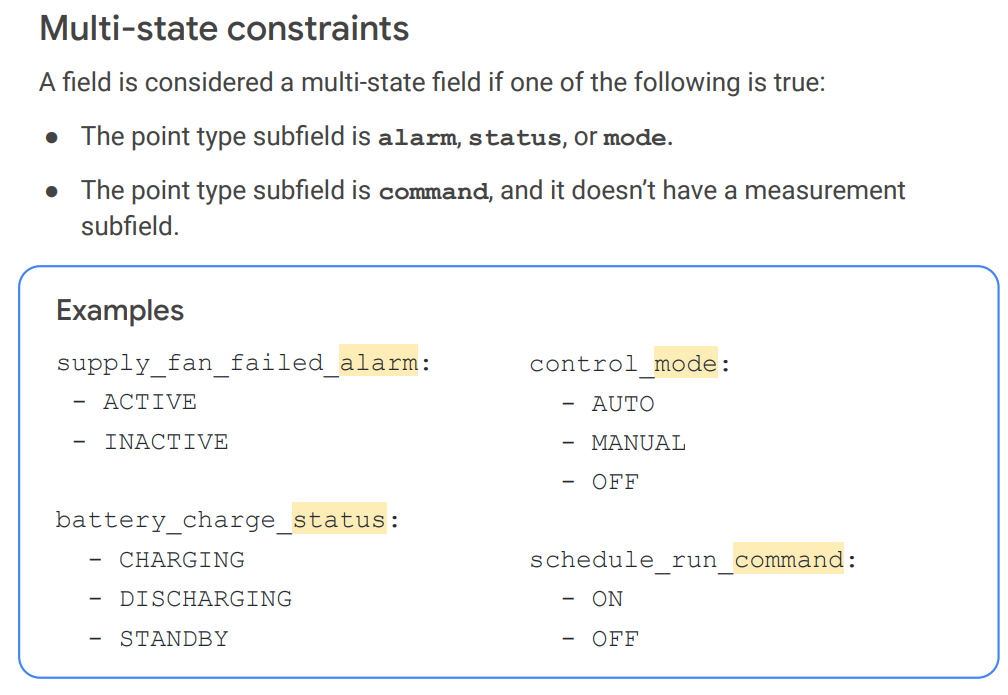 Multi-state constraints
A field is considered a multi-state field if one of the following is true:
● The point type subfield is alarm, status, or mode.
● The point type subfield is command, and it doesn’t have a measurement
subfield.
Examples
supply_fan_failed_alarm:
- ACTIVE
- INACTIVE
battery_charge_status:
- CHARGING
- DISCHARGING
- STANDBY
control_mode:
- AUTO
- MANUAL
- OFF
schedule_run_command:
- ON
- OFF